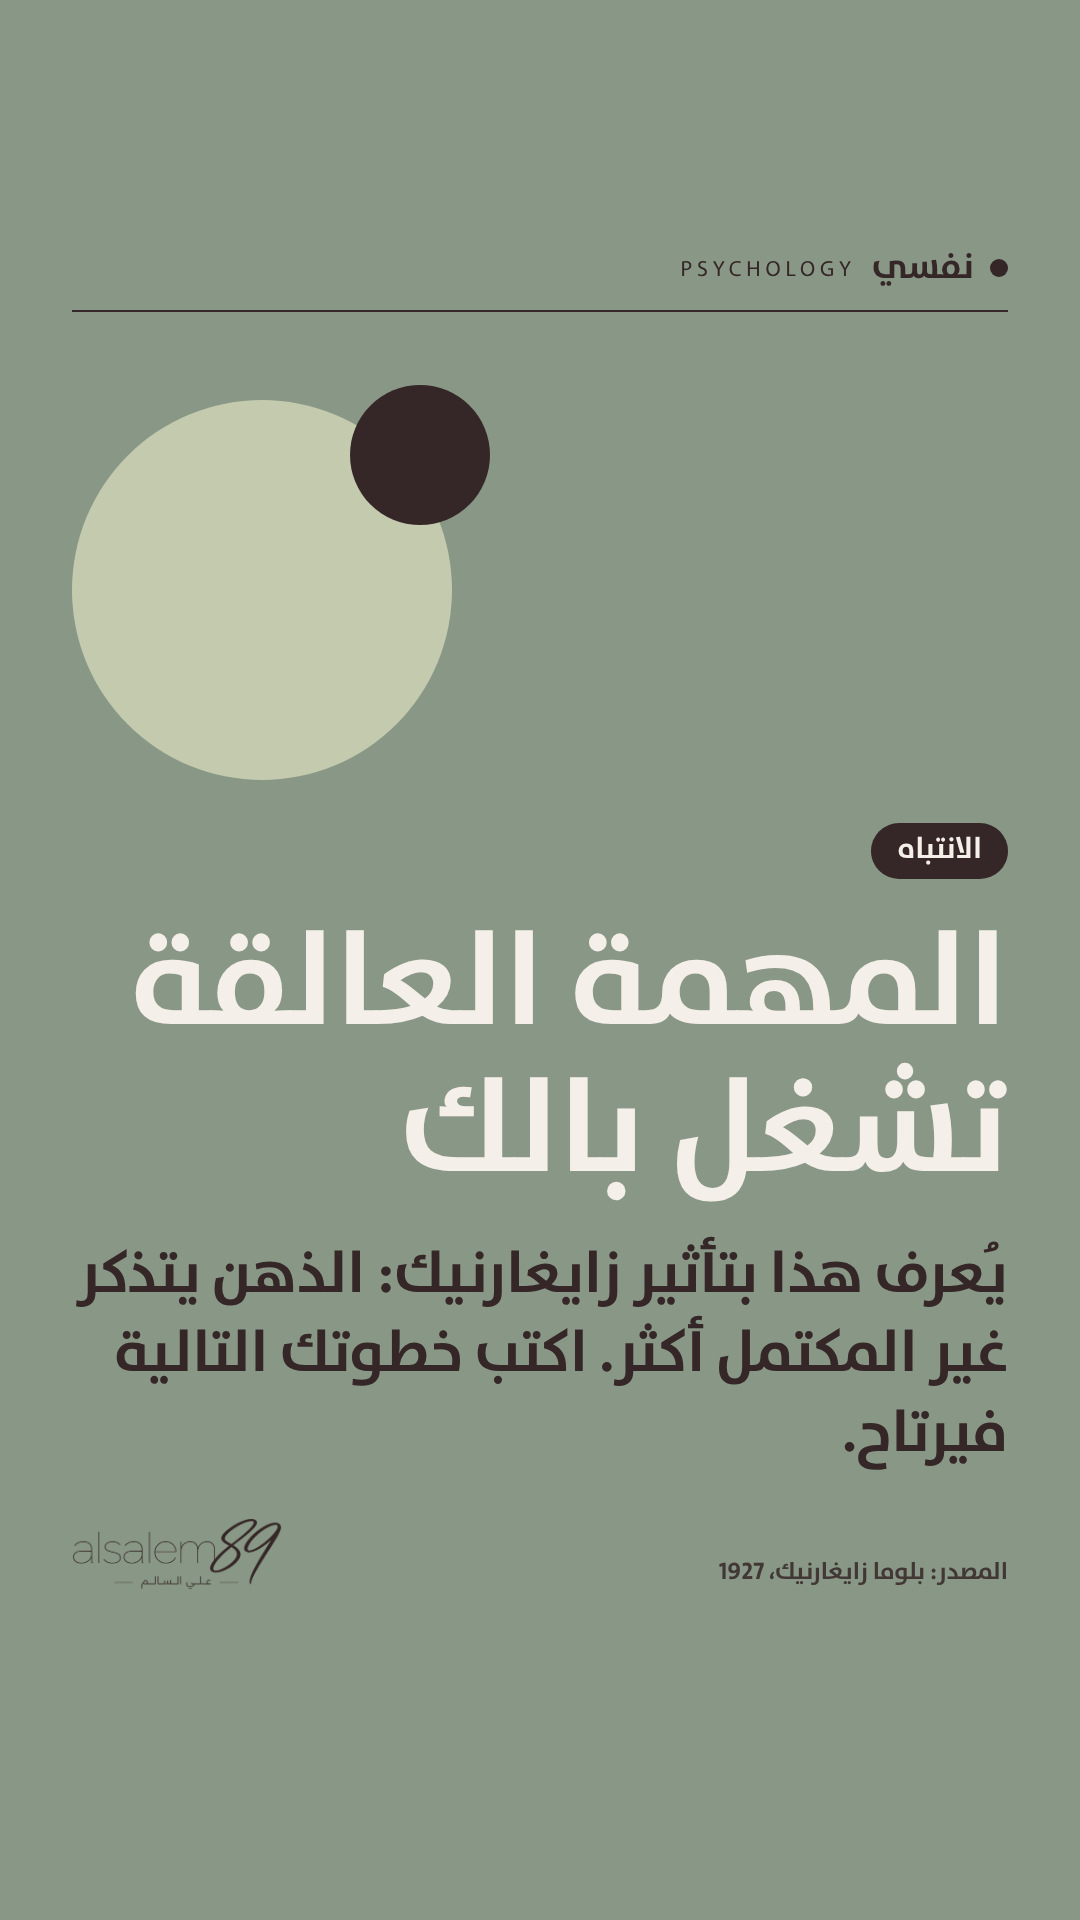 نفسي PSYCHOLOGY
الانتباه
المهمة العالقة
تشغل بالك
يُعرف هذا بتأثير زايغارنيك: الذهن يتذكر
غير المكتمل أكثر. اكتب خطوتك التالية
فيرتاح.
المصدر: بلوما زايغارنيك، 1927
alsalem89
علي السالم